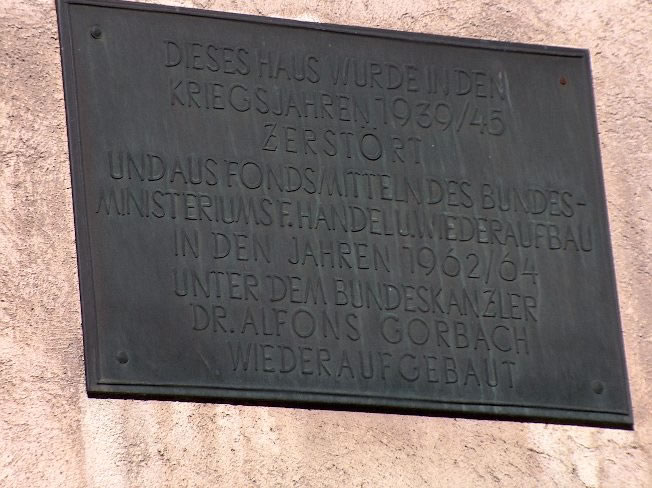 DIESES HAUS WURDE IN DEN
KRIEGSJAHREN 1939/45
ZERSTÖRT
UND AUS FONDSMITTELN DES BUNDES-
MINISTERIUMS F. HANDEL U. WIEDERAUFBAU
IN DEN JAHREN 1962/64
UNTER DEM BUNDESKANZLER
DR. ALFONS GORBACH
WIEDERAUFGEBAUT